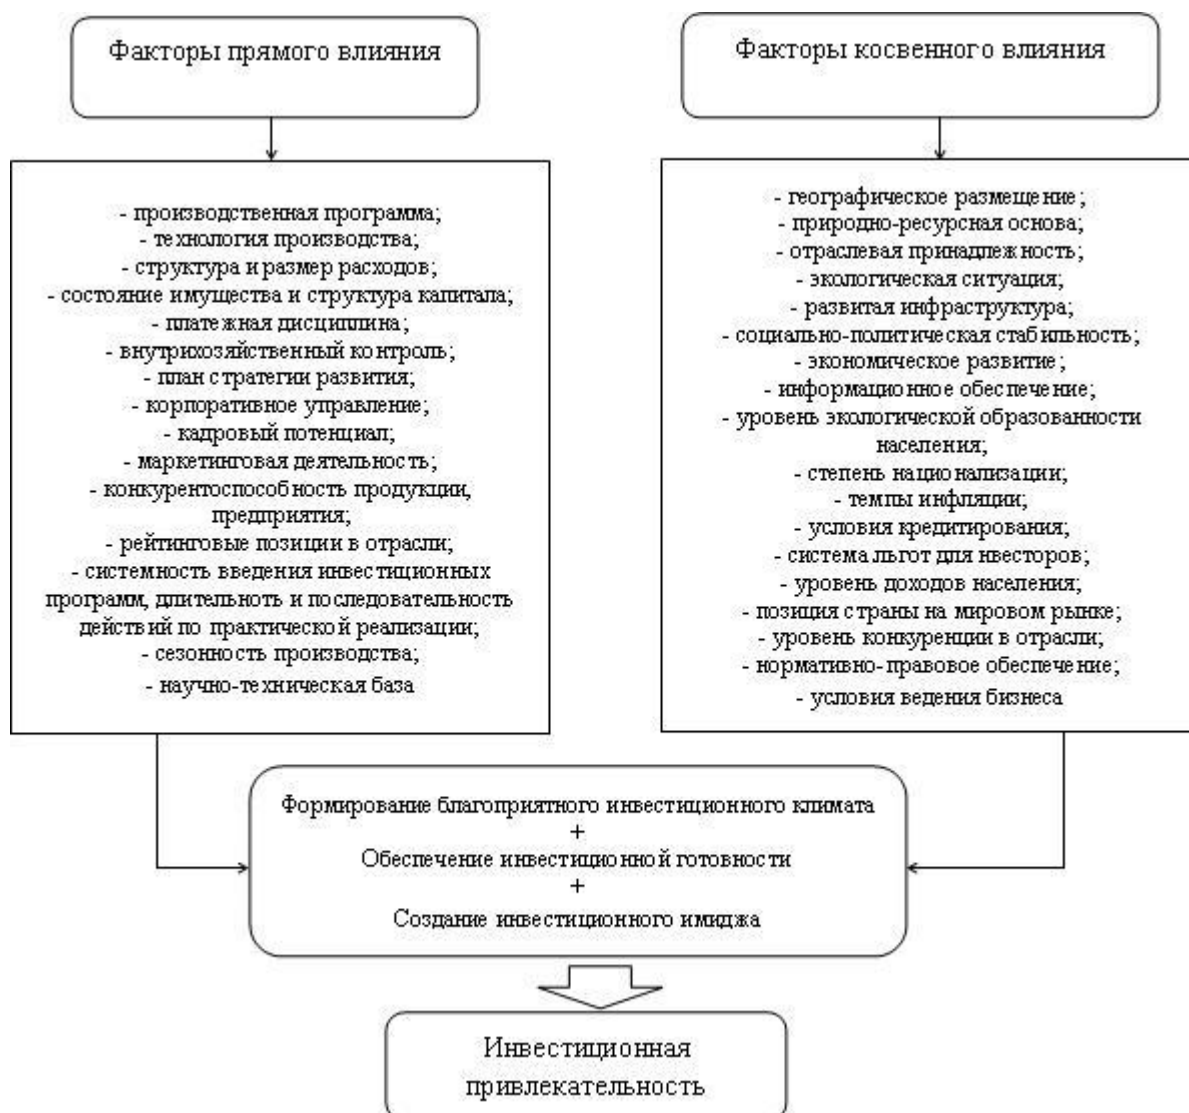 Факторы прямого влияния
- производственная программа;
- технология производства;
- структура и размер расходов;
- состояние имущества и структура капитала;
- платежная дисциплина;
- внутрихозяйственный контроль;
- план стратегии развития;
- корпоративное управление;
- кадровый потенциал;
- маркетинговая деятельность;
- конкурентоспособность продукции,
предприятия;
- рейтинговые позиции в отрасли;
- системность введения инвестиционных
программ, длительноть и последовательность
действий по практической реализации;
- сезонность производства;
- научно-техническая база
Факторы косвенного влияния
- географическое размещение;
- природно-ресурсная основа;
- отраслевая принадлежность;
- экологическая ситуация;
- развитая инфраструктура;
- социально-политическая стабильность;
- экономическое развитие;
- информационное обеспечение;
- уровень экологической образованности
населения;
- степень национализации;
- темпы инфляции;
- условия кредитирования;
- система льгот для нвесторов;
- уровень доходов населения;
- позиция страны на мировом рынке;
- уровень конкуренции в отрасли;
- нормативно-правовое обеспечение;
- условия ведения бизнеса
Формирование благоприятного инвестиционного климата
+
Обеспечение инвестиционной готовности
+
Создание инвестиционного имиджа
Инвестиционная
привлекательность